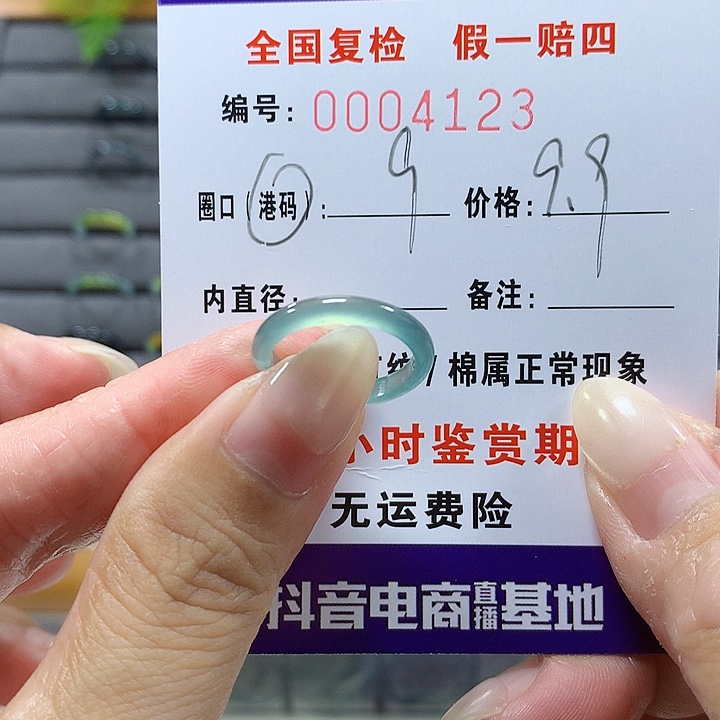 全国复检 假一赔四
编号: 0004123
圈口(港码): 9 价格: 9.9
内直径: 备注:
纹/棉属正常现象
小时鉴赏期
无运费险
抖音电商直播基地